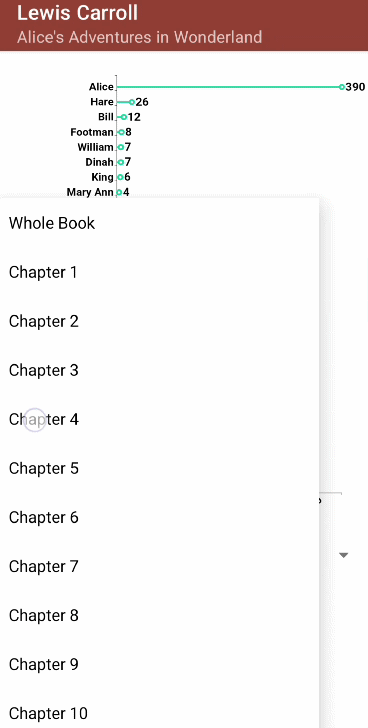 Lewis Carroll
Alice's Adventures in Wonderland
Alice 390
Hare 26
Bill 12
Footman 8
William 7
Dinah 7
King 6
Mary Ann 4
Whole Book
Chapter 1
Chapter 2
Chapter 3
Chapter 4
Chapter 5
Chapter 6
Chapter 7
Chapter 8
Chapter 9
Chapter 10